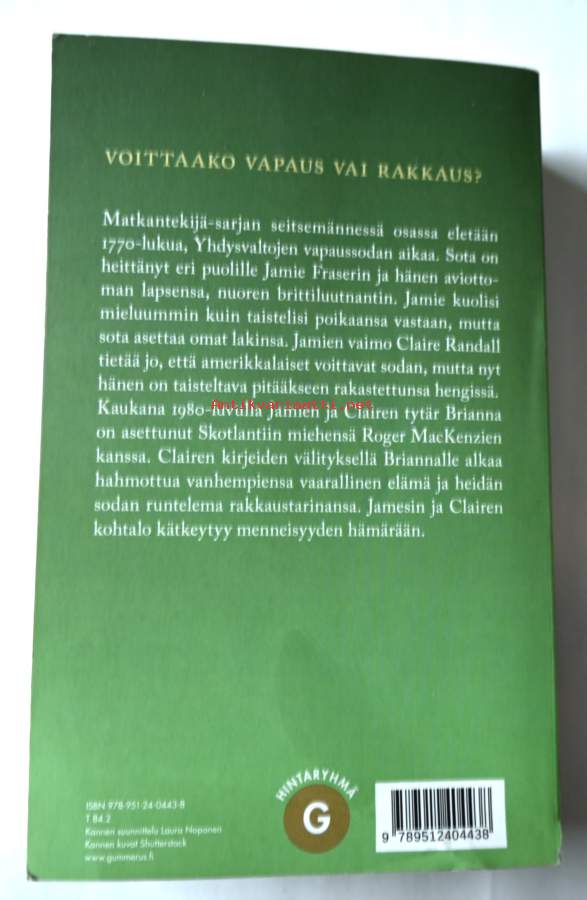 VOITTAAKO VAPAUS VAI RAKKAUS?
Matkantekijä-sarjan seitsemännessä osassa eletään
1770-lukua, Yhdysvaltojen vapaussodan aikaa. Sota on
heittänyt eri puolille Jamie Fraserin ja hänen aviotto-
man lapsensa, nuoren brittiluutnantin. Jamie kuolisi
mieluummin kuin taistelisi poikaansa vastaan, mutta
sota asettaa omat lakinsa. Jamien vaimo Claire Randall
tietää jo, että amerikkalaiset voittavat sodan, mutta nyt
hänen on taisteltava pitääkseen rakastettunsa hengissä.
Kaukana 1980-luvulla Jamien ja Clairen tytär Brianna
Antikvariaatti.net
on asettunut Skotlantiin miehensä Roger MacKenzien
kanssa. Clairen kirjeiden välityksellä Briannalle alkaa
hahmottua vanhempiensa vaarallinen elämä ja heidän
sodan runtelema rakkaustarinansa. Jamesin ja Clairen
kohtalo kätkeytyy menneisyyden hämärään.
ISBN 978-951-24-0443-8
T 84.2
Kannen suunnittelu Laura Noponen
Kannen kuvat Shutterstock
www.gummerus.fi
HINTARYHMÄ
G
9 789512 404438